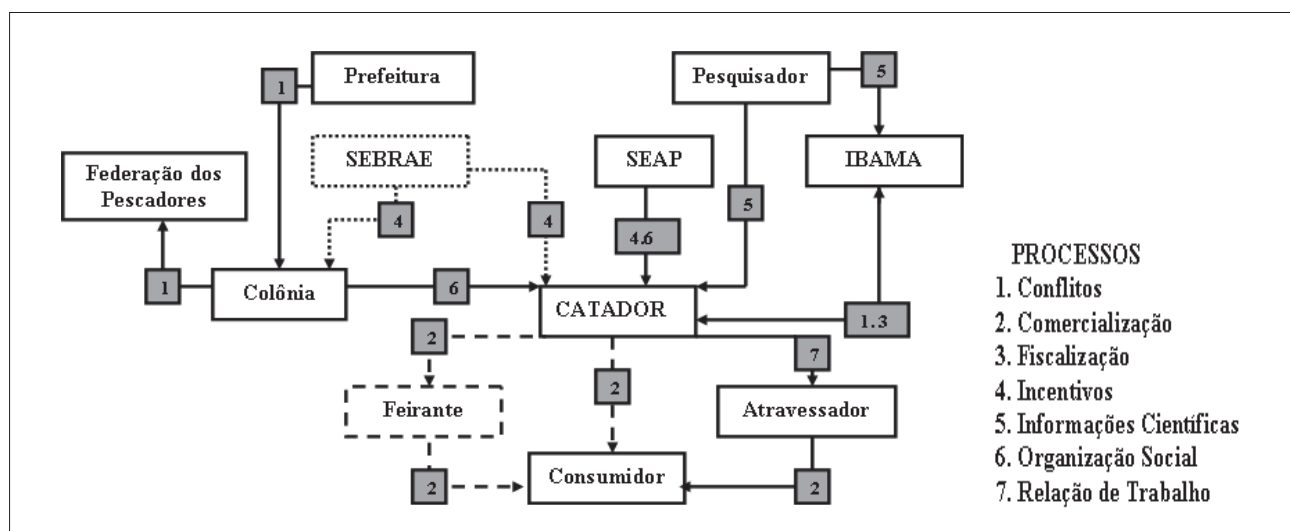 Prefeitura
1
Pesquisador
5
SEBRAE
SEAP
IBAMA
Federação dos
Pescadores
4
4
4.6
5
1
Colônia
6
CATADOR
1.3
2
2
7
Feirante
Atravessador
2
Consumidor
2
PROCESSOS
1. Conflitos
2. Comercialização
3. Fiscalização
4. Incentivos
5. Informações Científicas
6. Organização Social
7. Relação de Trabalho